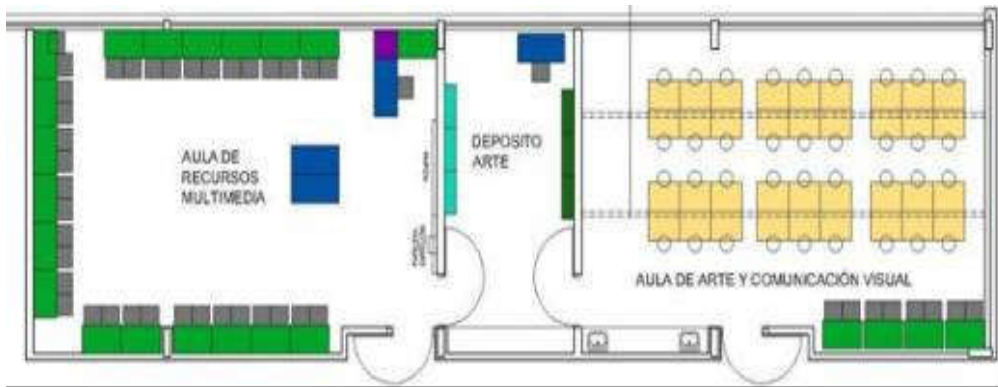 AULA DE
RECURSOS
MULTIMEDIA
DEPOSITO
ARTE
AULA DE ARTE Y COMUNICACIÓN VISUAL